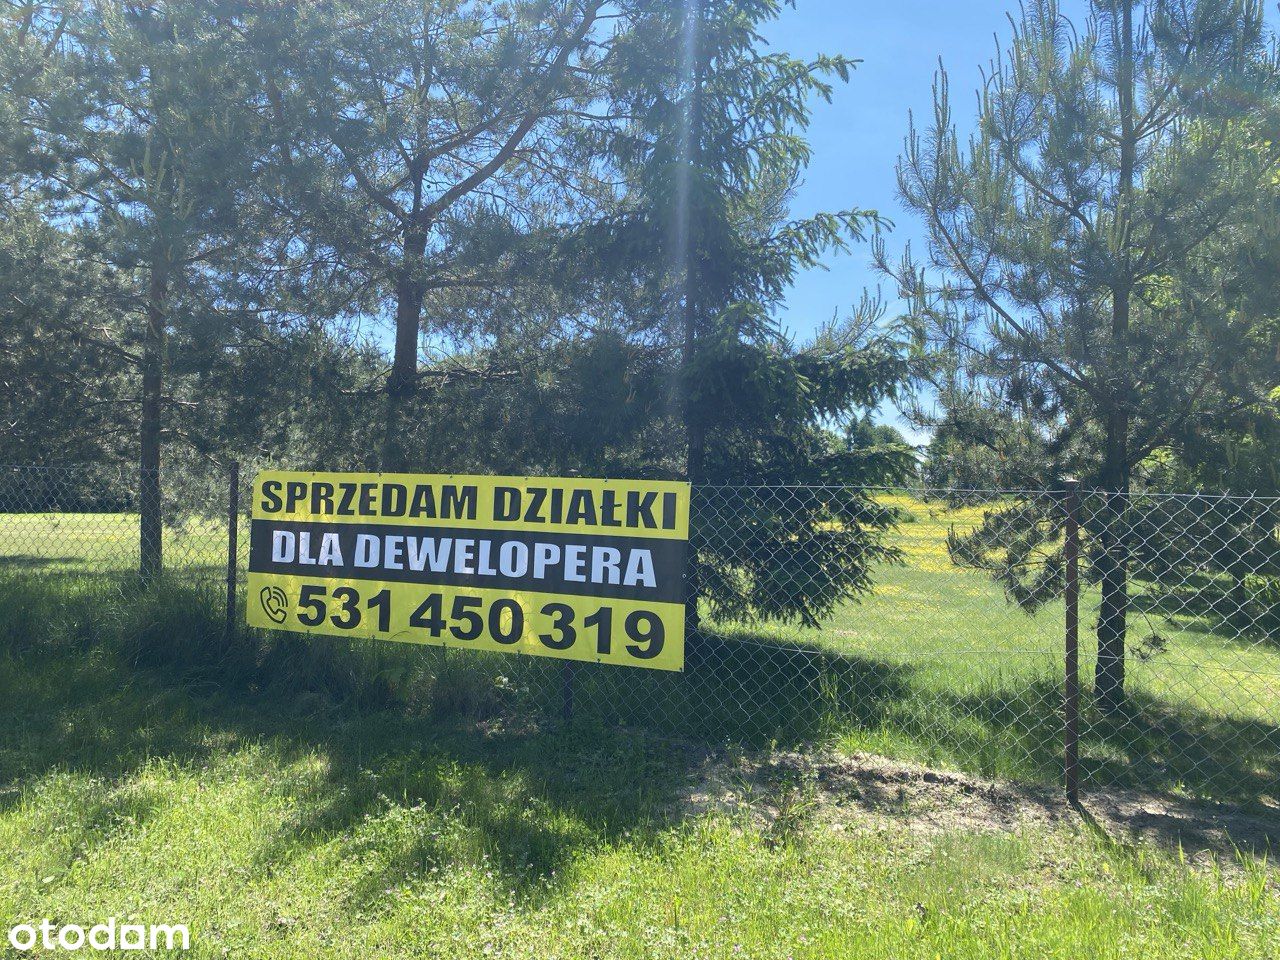 SPRZEDAM DZIAŁKI
DLA DEWELOPERA
531 450 319
otodom